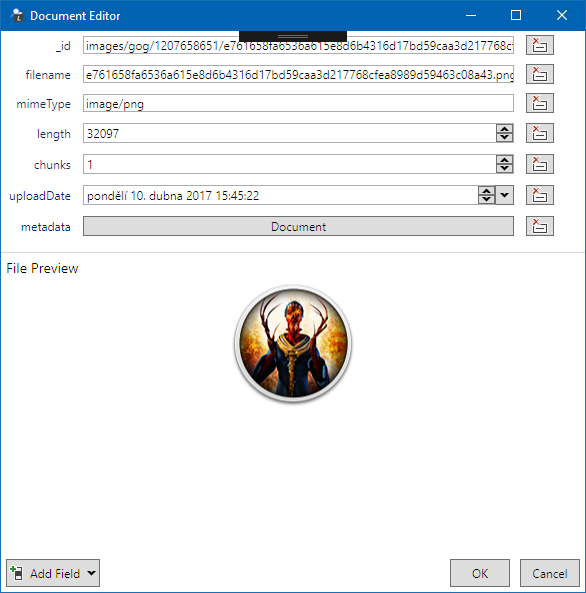 Document Editor
_id
images/gog/1207658651/e761658fa6536a615e8d6b4316d17bd59caa3d217768cf
filename
e761658fa6536a615e8d6b4316d17bd59caa3d217768cfea8989d59463c08a43.png
mimeType
image/png
length
32097
chunks
1
uploadDate
pondělí 10. dubna 2017 15:45:22
metadata
Document
File Preview
Add Field
OK
Cancel